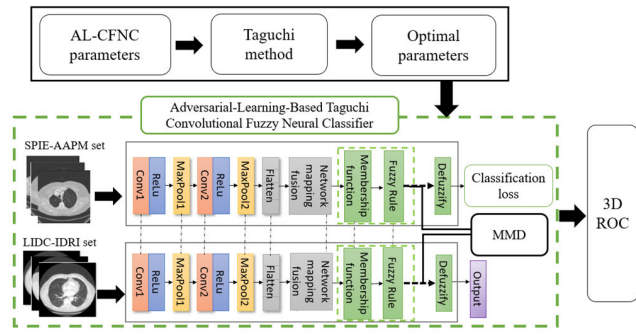 AL-CFNC
parameters
Taguchi
method
Optimal
parameters
Adversarial-Learning-Based Taguchi
Convolutional Fuzzy Neural Classifier
SPIE-AAPM set
Conv1
ReLu
MaxPool1
Conv2
ReLu
MaxPool2
Flatten
Network
mapping
fusion
Membership
function
Fuzzy Rule
Defuzzify
Classification
loss
MMD
3D
ROC
LIDC-IDRI set
Conv1
ReLu
MaxPool1
Conv2
ReLu
MaxPool2
Flatten
Network
mapping
fusion
Membership
function
Fuzzy Rule
Defuzzify
Output